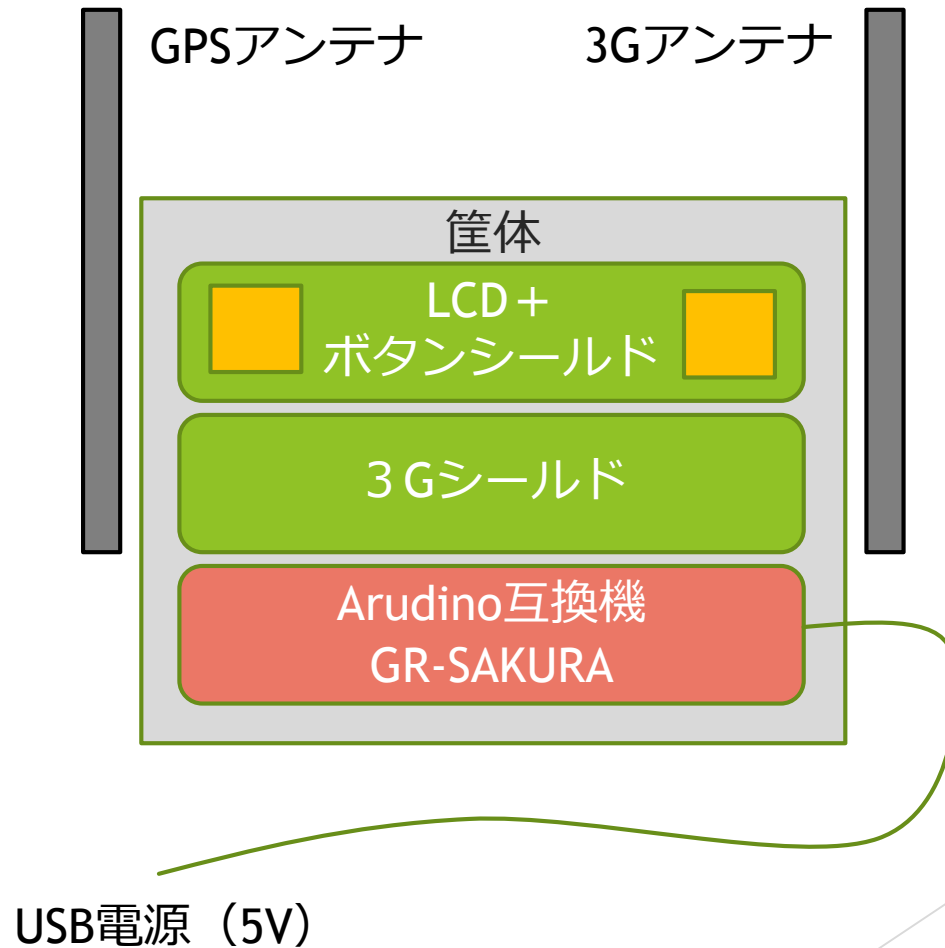 GPSアンテナ
3Gアンテナ
筐体
LCD＋
ボタンシールド
３Gシールド
Arudino互換機
GR-SAKURA
USB電源（5V）